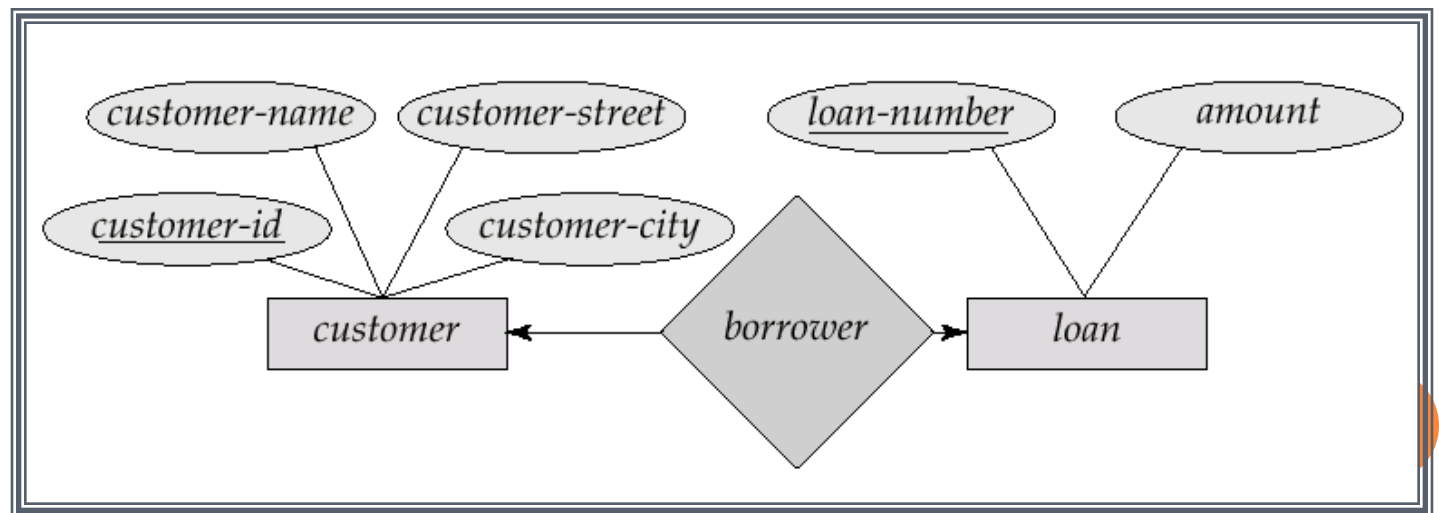 customer-name customer-street loan-number amount
customer-id customer-city
customer borrower loan